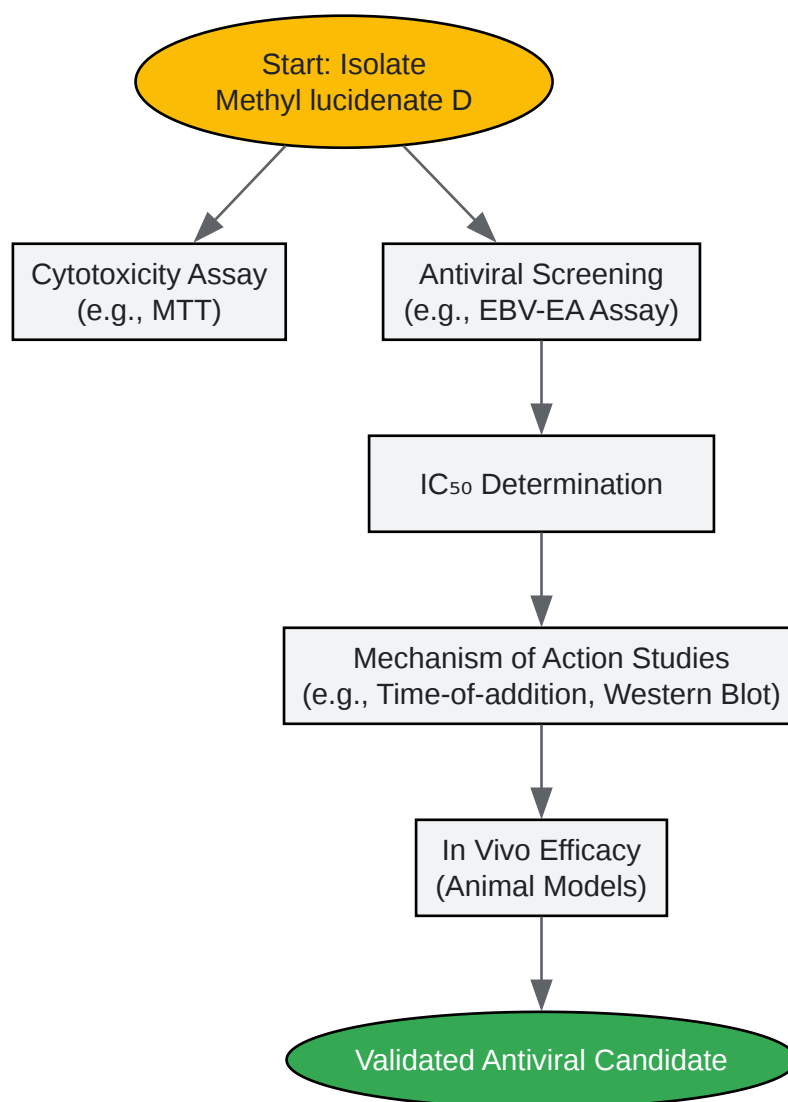 Start: Isolate
Methyl lucidenate D
Cytotoxicity Assay
(e.g., MTT)
Antiviral Screening
(e.g., EBV-EA Assay)
IC₅₀ Determination
Mechanism of Action Studies
(e.g., Time-of-addition, Western Blot)
In Vivo Efficacy
(Animal Models)
Validated Antiviral Candidate